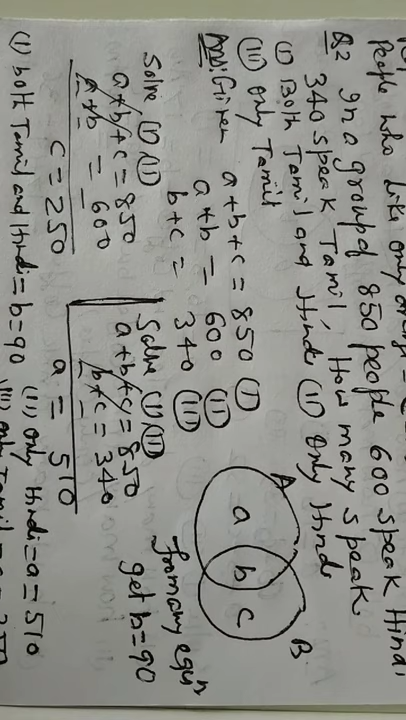 People who like only
Q2 In a group of 850 people 600 speak Hindi
340 speak Tamil, How many speak
(i) Both Tamil and Hindi (ii) only Hindi
(iii) only Tamil
Given a+b+c = 850 (I)
a+b = 600 (II)
b+c = 340 (III)
A
a
b
c
B
Solve (I) (II)
a+b+c = 850
a+b = 600
- - -
c = 250
Solve (I) (III)
a+b+c = 850
b+c = 340
- -
a = 510
from any eqn
get b = 90
(i) both Tamil and Hindi = b = 90 (ii) only Hindi = a = 510
(iii) only Tamil =